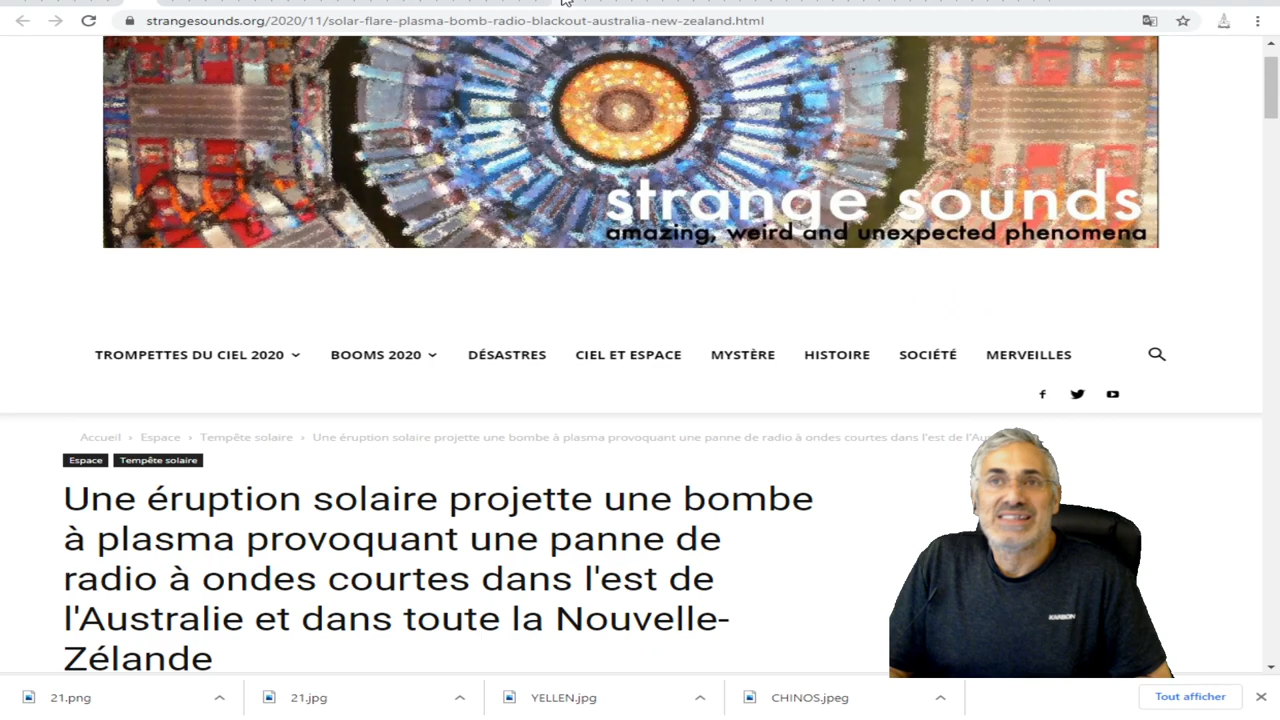 strangesounds.org/2020/11/solar-flare-plasma-bomb-radio-blackout-australia-new-zealand.html
strange sounds
amazing, weird and unexpected phenomena
TROMPETTES DU CIEL 2020 BOOMS 2020 DÉSASTRES CIEL ET ESPACE MYSTÈRE HISTOIRE SOCIÉTÉ MERVEILLES
Accueil › Espace › Tempête solaire › Une éruption solaire projette une bombe à plasma provoquant une panne de radio à ondes courtes dans l'est de
Espace Tempête solaire
Une éruption solaire projette une bombe
à plasma provoquant une panne de
radio à ondes courtes dans l'est de
l'Australie et dans toute la Nouvelle-
Zélande
KARBON
21.png 21.jpg YELLEN.jpg CHINOS.jpeg Tout afficher